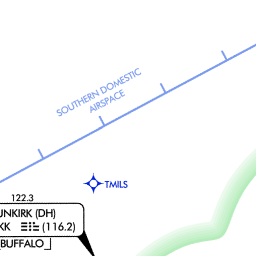 SOUTHERN DOMESTIC
AIRSPACE
TMILS
122.3
UNKIRK (DH)
KK (116.2)
BUFFALO